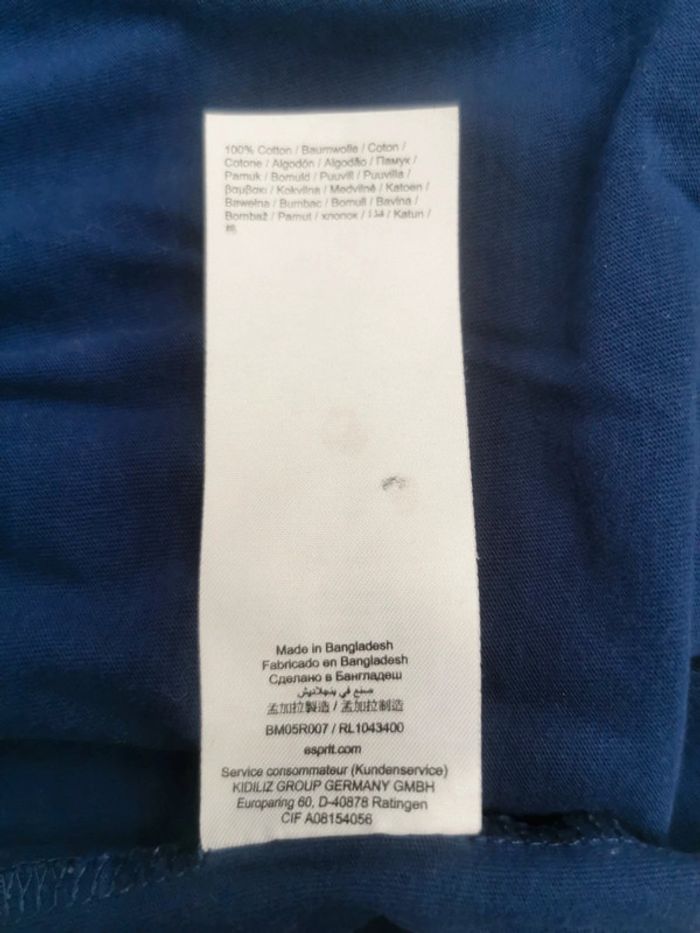 100% Cotton / Baumwolle / Coton /
Cotone / Algodón / Algodão / Памук /
Pamuk / Bomuld / Puuvill / Puuvilla /
βαμβακι / Kokvilna / Medvilnė / Katoen /
Bawełna / Bumbac / Bomull / Bavlna /
Bombaž / Pamut / хлопок / / Katun /
棉
Made in Bangladesh
Fabricado en Bangladesh
Сделано в Бангладеш
صنع في بنجلاديش
孟加拉製造 / 孟加拉制造
BM05R007 / RL1043400
esprit.com
Service consommateur (Kundenservice)
KIDILIZ GROUP GERMANY GMBH
Europaring 60, D-40878 Ratingen
CIF A08154056